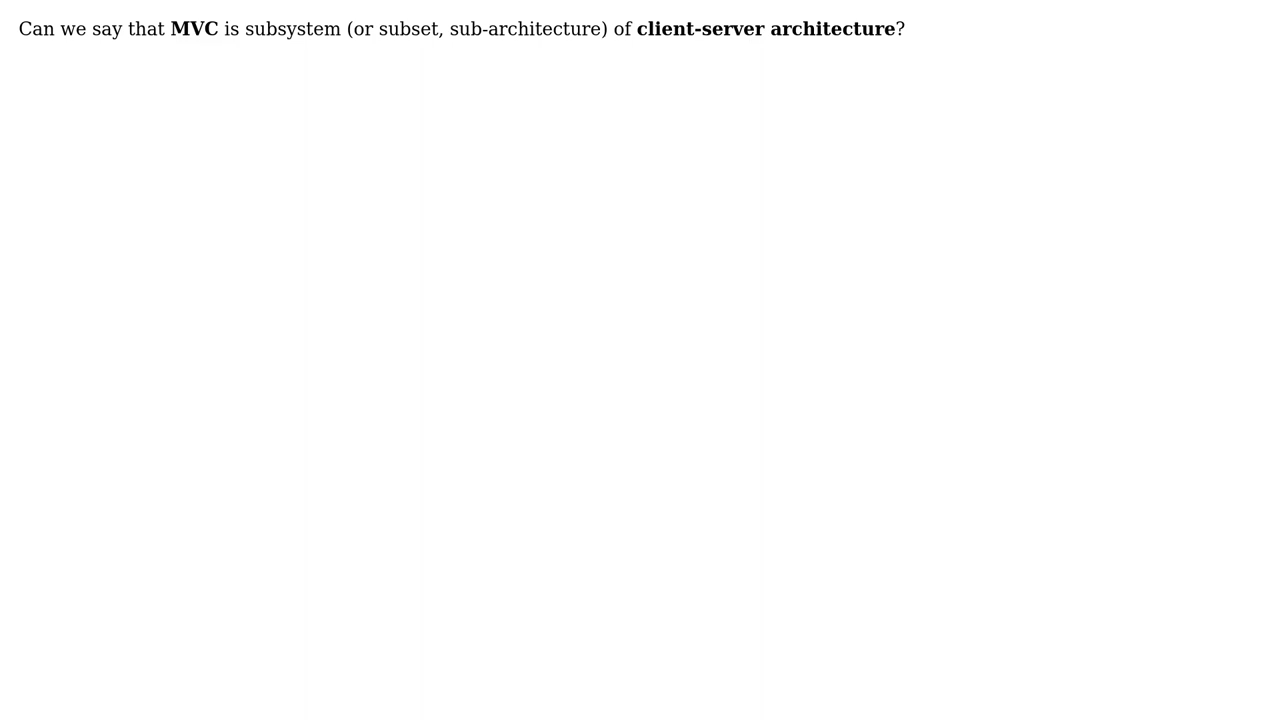 Can we say that MVC is subsystem (or subset, sub-architecture) of client-server architecture?